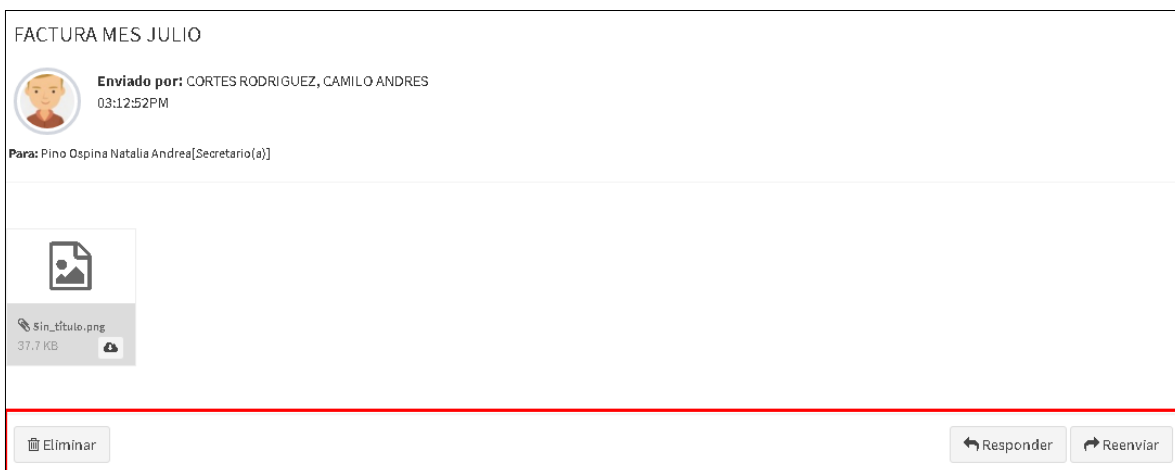 FACTURA MES JULIO
Enviado por: CORTES RODRIGUEZ, CAMILO ANDRES
03:12:52PM
Para: Pino Ospina Natalia Andrea[Secretario(a)]
Sin_título.png
37.7 KB
Eliminar
Responder
Reenviar